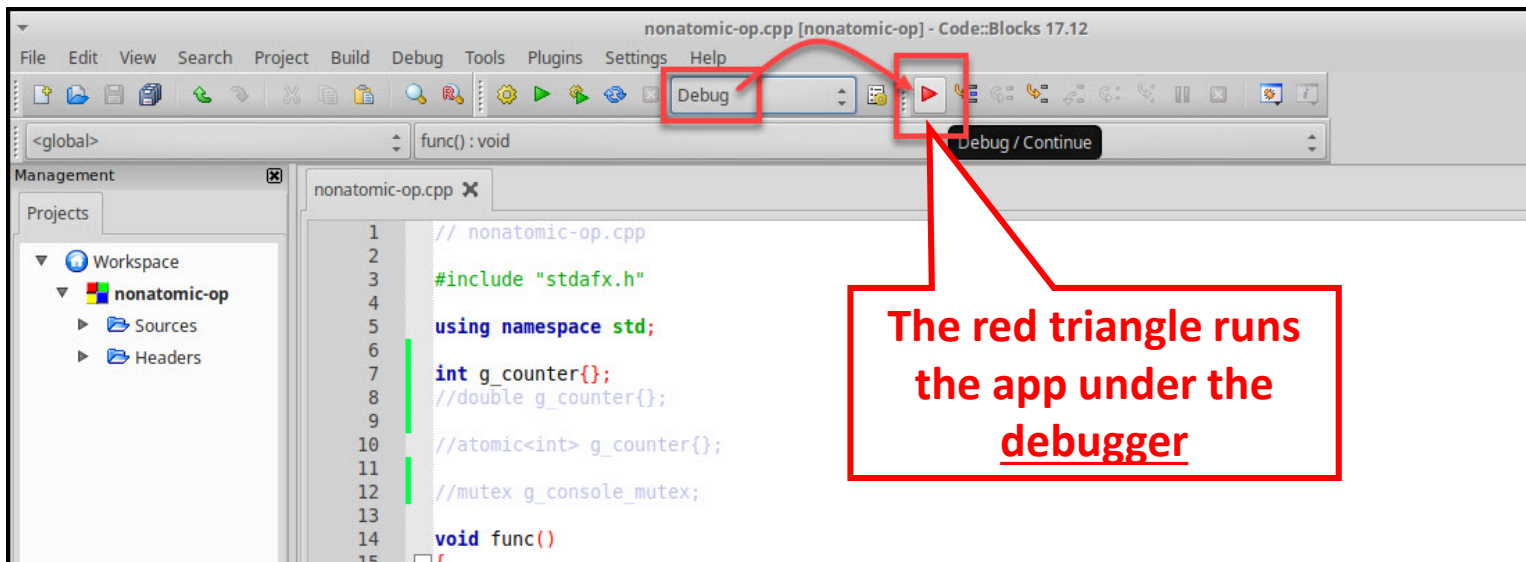 nonatomic-op.cpp [nonatomic-op] - Code::Blocks 17.12
File Edit View Search Project Build Debug Tools Plugins Settings Help
Debug
<global> func() : void Debug / Continue
Management
nonatomic-op.cpp
Projects
Workspace
nonatomic-op
Sources
Headers
1 // nonatomic-op.cpp
2
3 #include "stdafx.h"
4
5 using namespace std;
6
7 int g_counter{};
8 //double g_counter{};
9
10 //atomic<int> g_counter{};
11
12 //mutex g_console_mutex;
13
14 void func()
15 {
The red triangle runs
the app under the
debugger